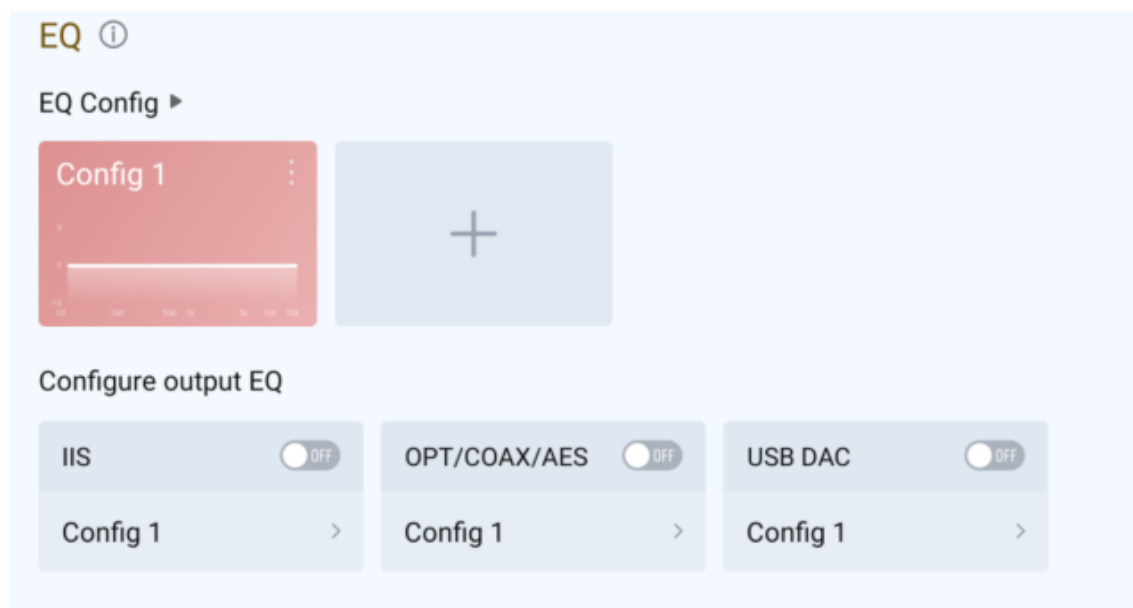 EQ
EQ Config
Config 1
Configure output EQ
IIS OFF OPT/COAX/AES OFF USB DAC OFF
Config 1 Config 1 Config 1